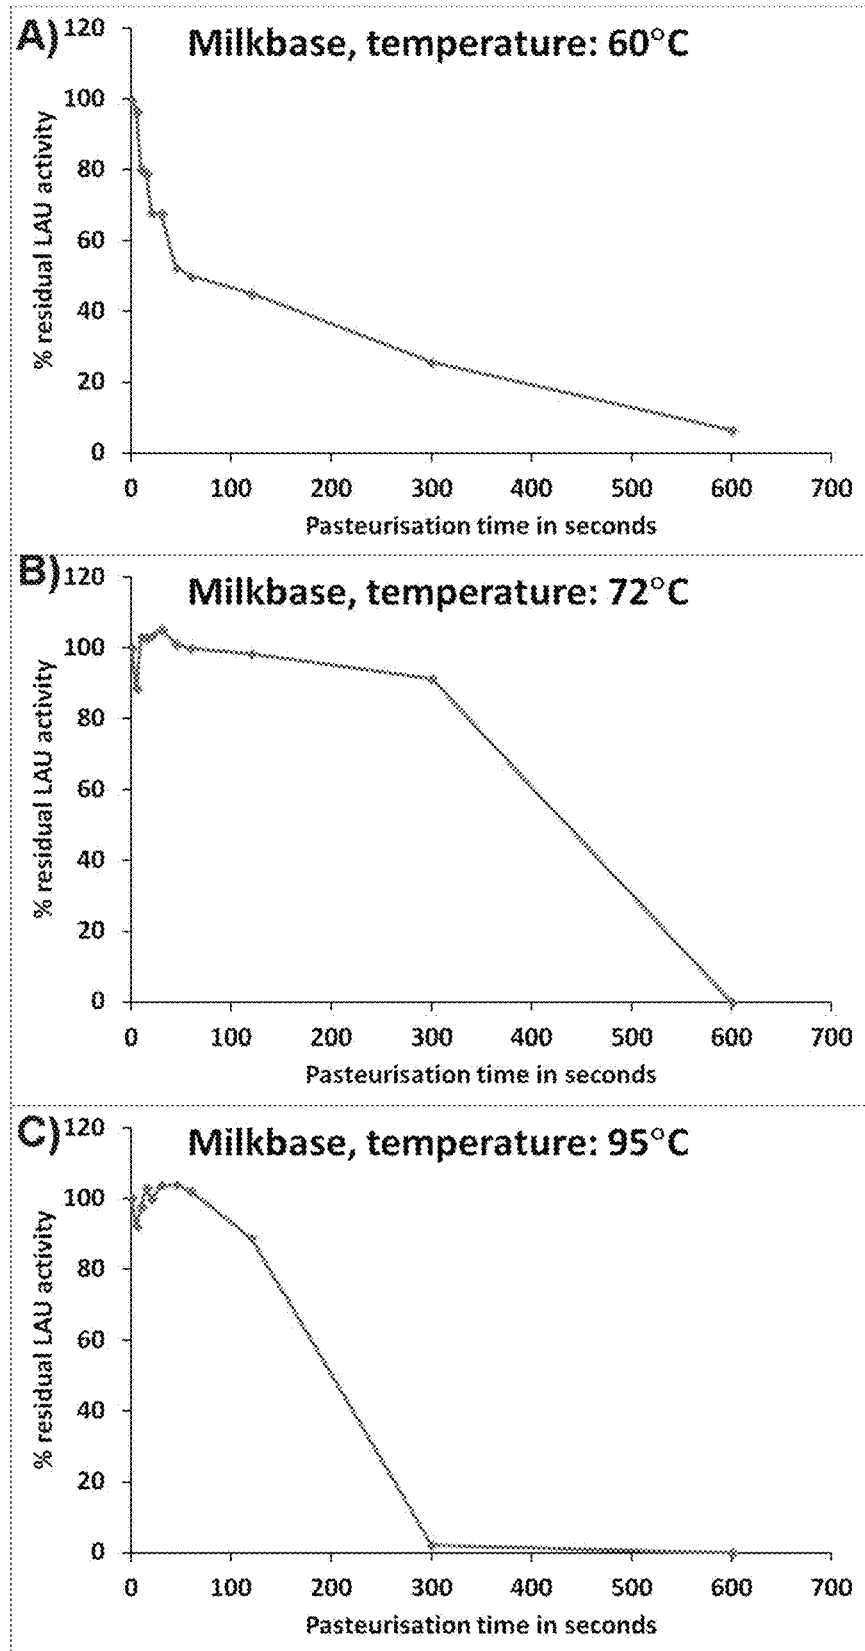 A)
Milkbase, temperature: 60°C
120
100
80
60
40
20
0
% residual LAU activity
0 100 200 300 400 500 600 700
Pasteurisation time in seconds
B)
Milkbase, temperature: 72°C
120
100
80
60
40
20
0
% residual LAU activity
0 100 200 300 400 500 600 700
Pasteurisation time in seconds
C)
Milkbase, temperature: 95°C
120
100
80
60
40
20
0
% residual LAU activity
0 100 200 300 400 500 600 700
Pasteurisation time in seconds